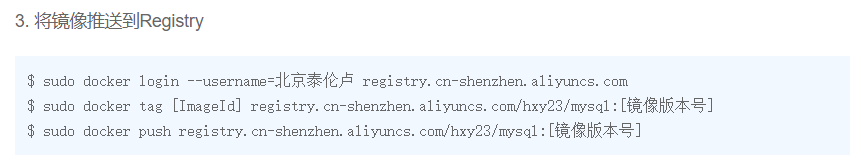 3. 将镜像推送到Registry
$ sudo docker login --username=北京泰伦卢 registry.cn-shenzhen.aliyuncs.com
$ sudo docker tag [ImageId] registry.cn-shenzhen.aliyuncs.com/hxy23/mysql:[镜像版本号]
$ sudo docker push registry.cn-shenzhen.aliyuncs.com/hxy23/mysql:[镜像版本号]